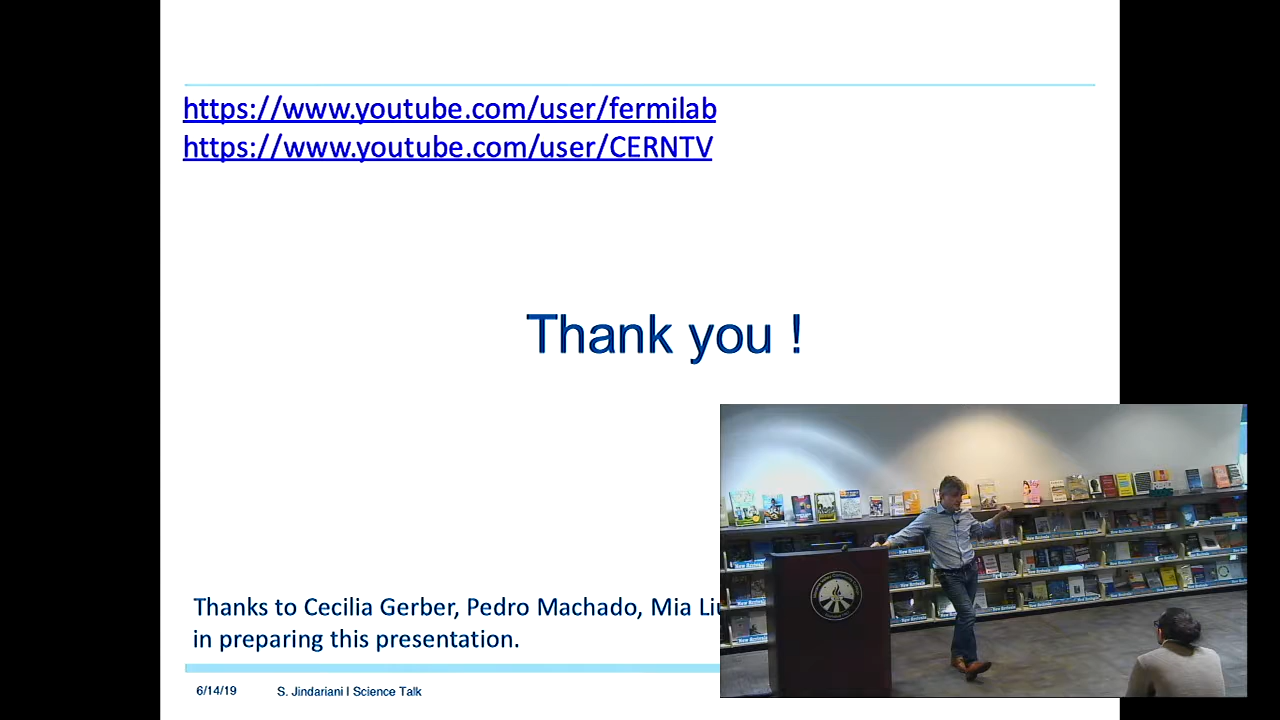 https://www.youtube.com/user/fermilab
https://www.youtube.com/user/CERNTV
Thank you !
Thanks to Cecilia Gerber, Pedro Machado, Mia
in preparing this presentation.
6/14/19 S. Jindariani | Science Talk